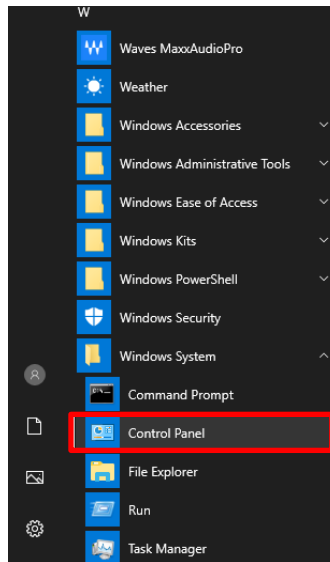 W
Waves MaxxAudioPro
Weather
Windows Accessories
Windows Administrative Tools
Windows Ease of Access
Windows Kits
Windows PowerShell
Windows Security
Windows System
Command Prompt
Control Panel
File Explorer
Run
Task Manager